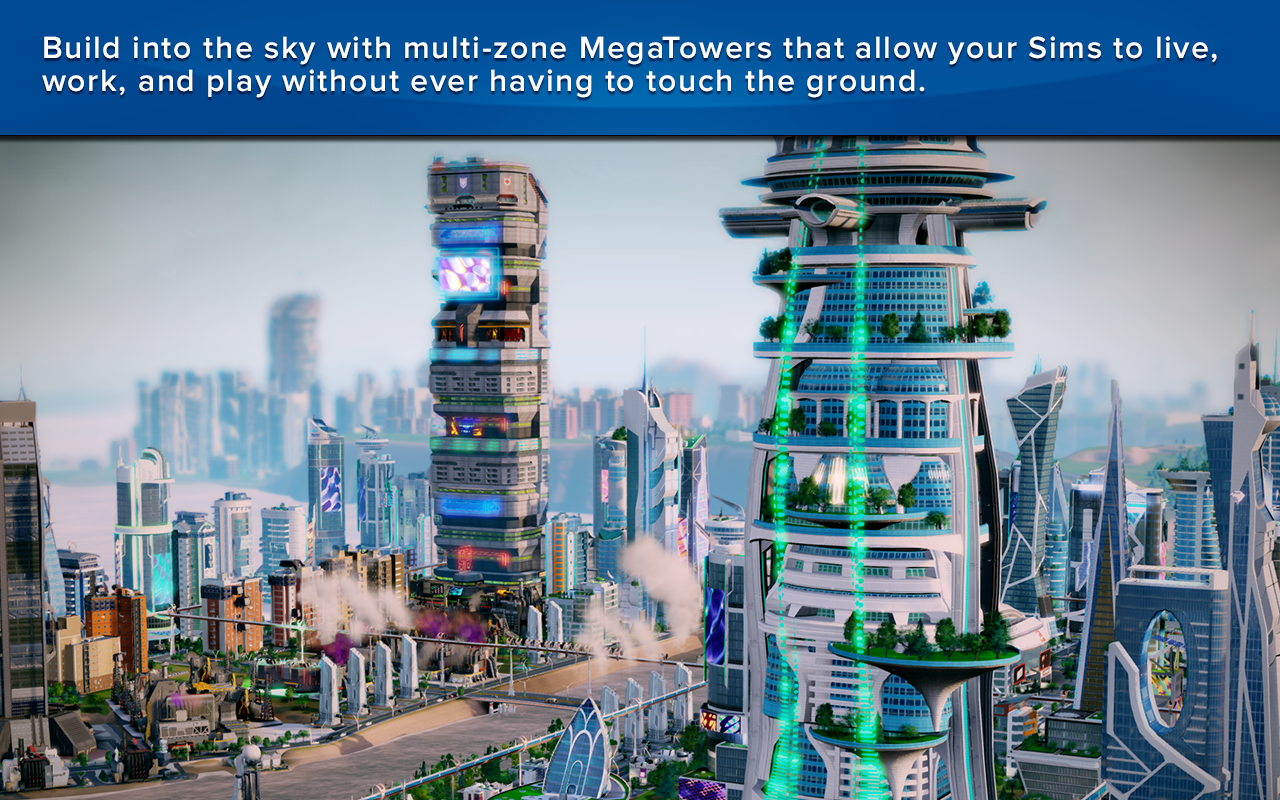 Build into the sky with multi-zone MegaTowers that allow your Sims to live,
work, and play without ever having to touch the ground.